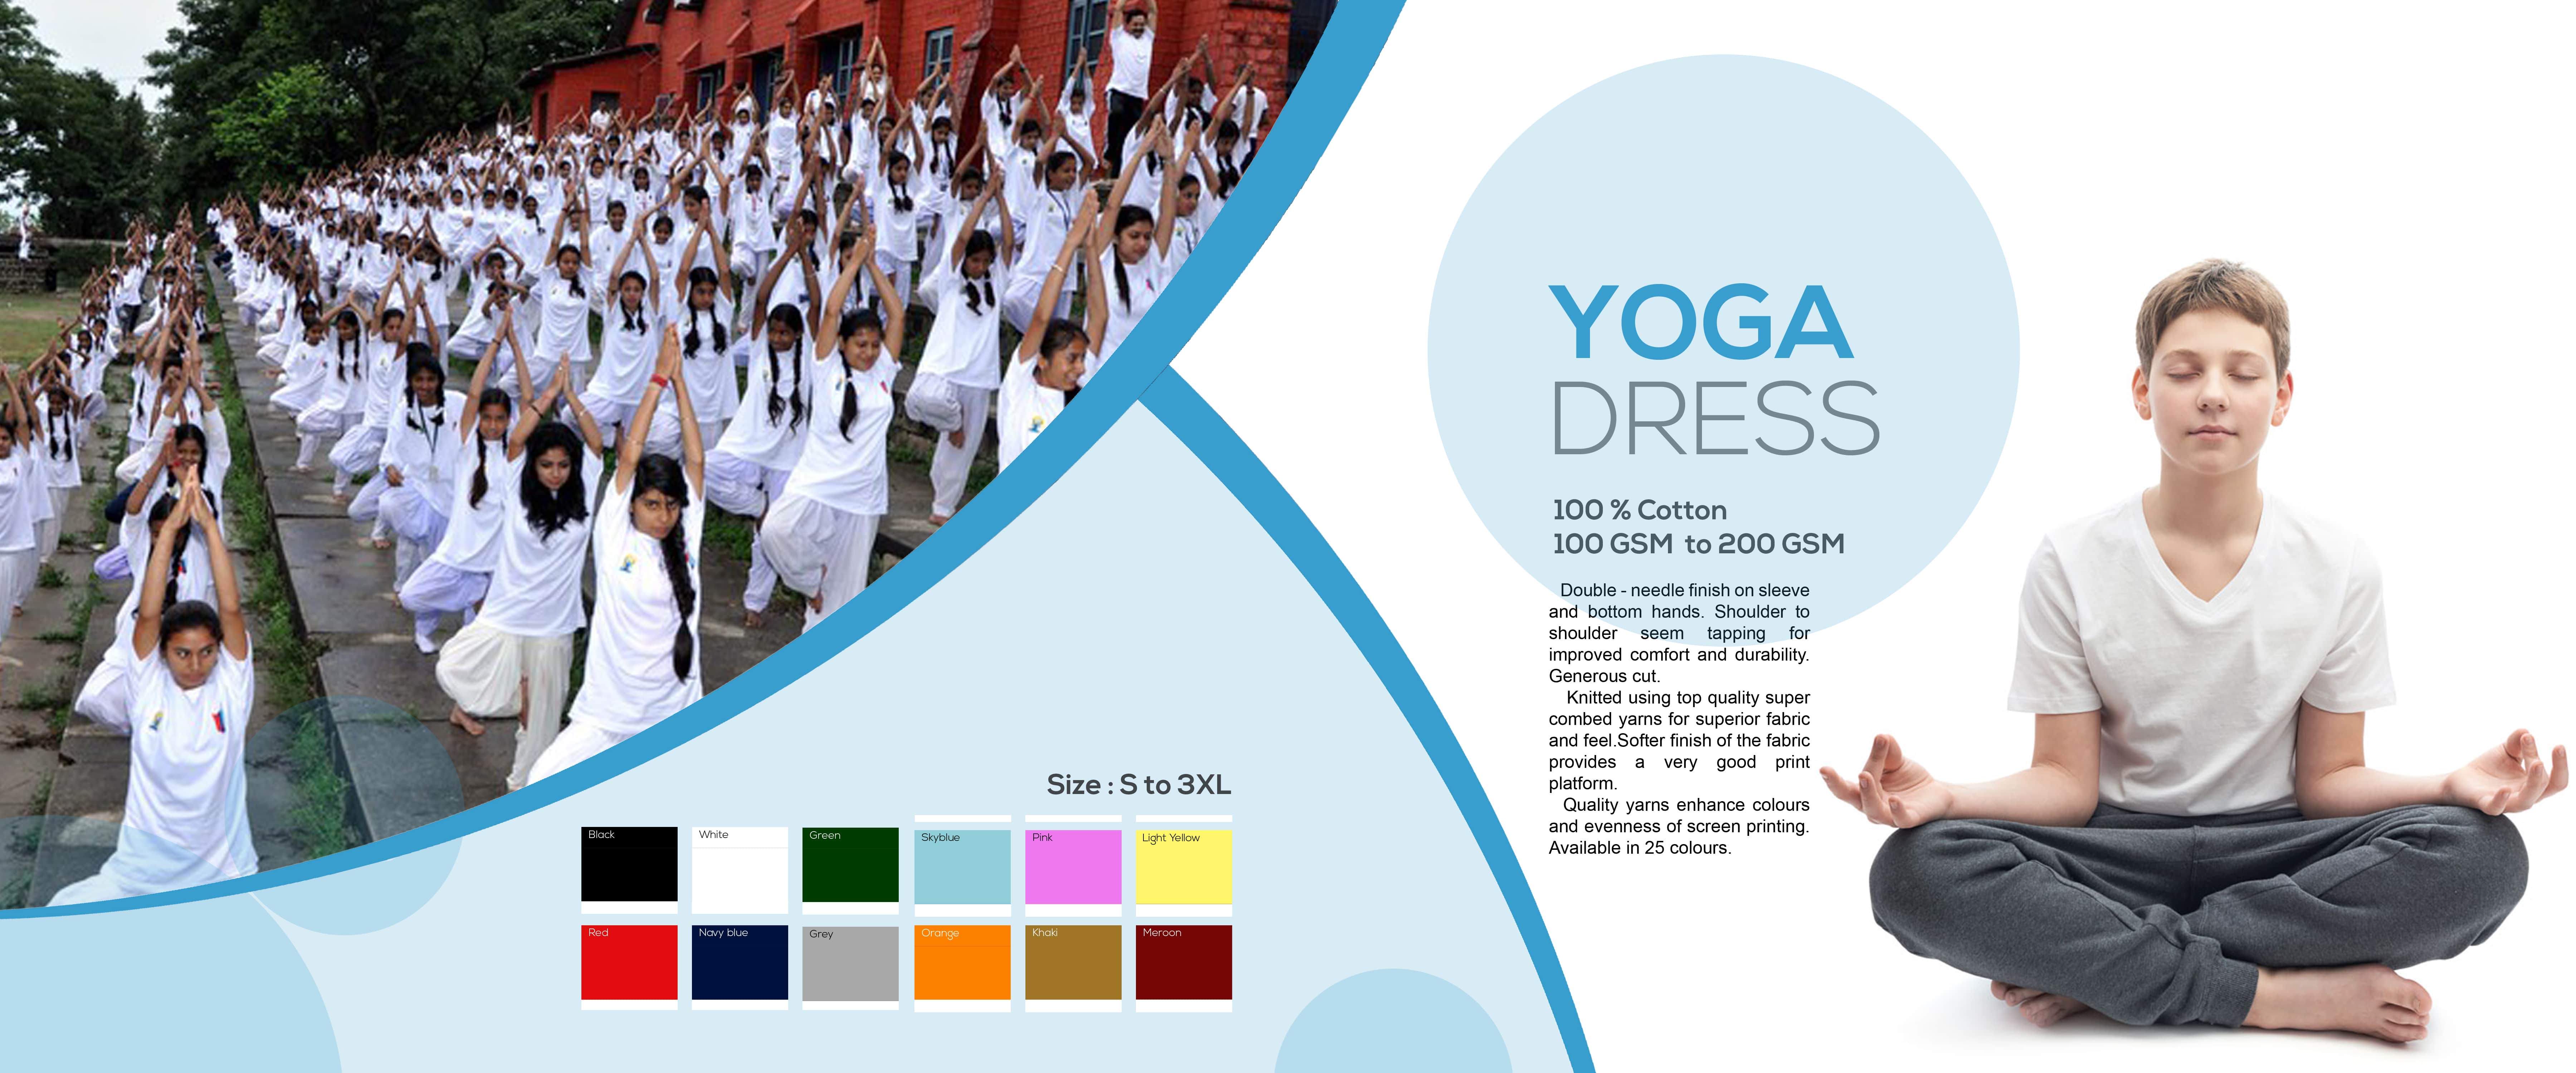 YOGA
DRESS
100 % Cotton
100 GSM to 200 GSM
Double - needle finish on sleeve
and bottom hands. Shoulder to
shoulder seem tapping for
improved comfort and durability.
Generous cut.
Knitted using top quality super
combed yarns for superior fabric
and feel.Softer finish of the fabric
provides a very good print
platform.
Quality yarns enhance colours
and evenness of screen printing.
Available in 25 colours.
Size : S to 3XL
Black
White
Green
Skyblue
Pink
Light Yellow
Red
Navy blue
Grey
Orange
Khaki
Meroon